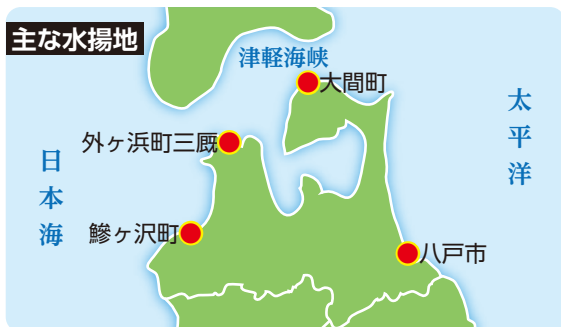 主な水揚地
津軽海峡
大間町
太平洋
外ヶ浜町三厩
日本海
鰺ヶ沢町
八戸市